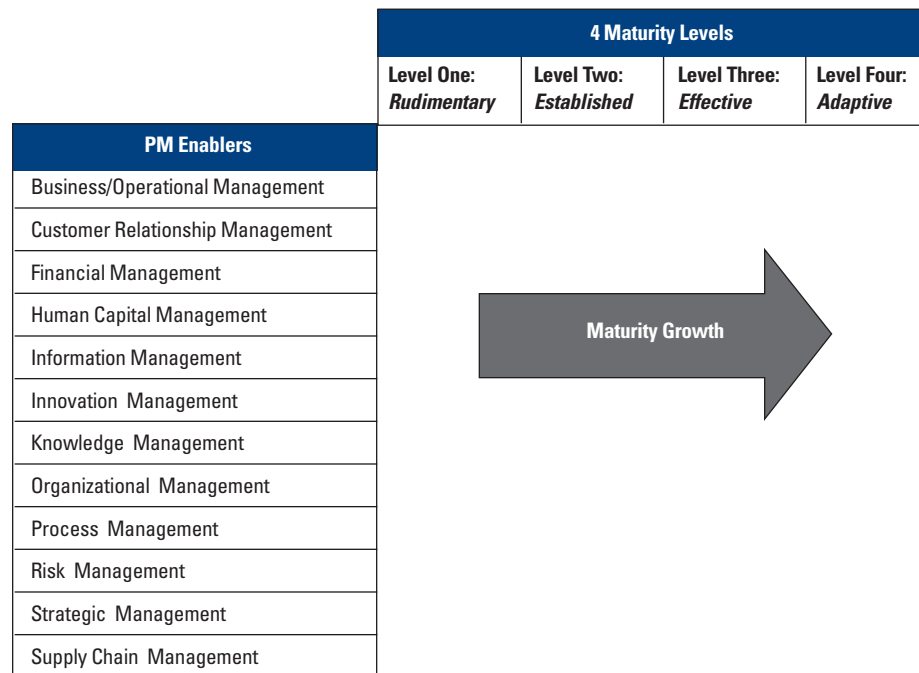 4 Maturity Levels
Level One:
Rudimentary
Level Two:
Established
Level Three:
Effective
Level Four:
Adaptive
PM Enablers
Business/Operational Management
Customer Relationship Management
Financial Management
Human Capital Management
Information Management
Innovation Management
Knowledge Management
Organizational Management
Process Management
Risk Management
Strategic Management
Supply Chain Management
Maturity Growth